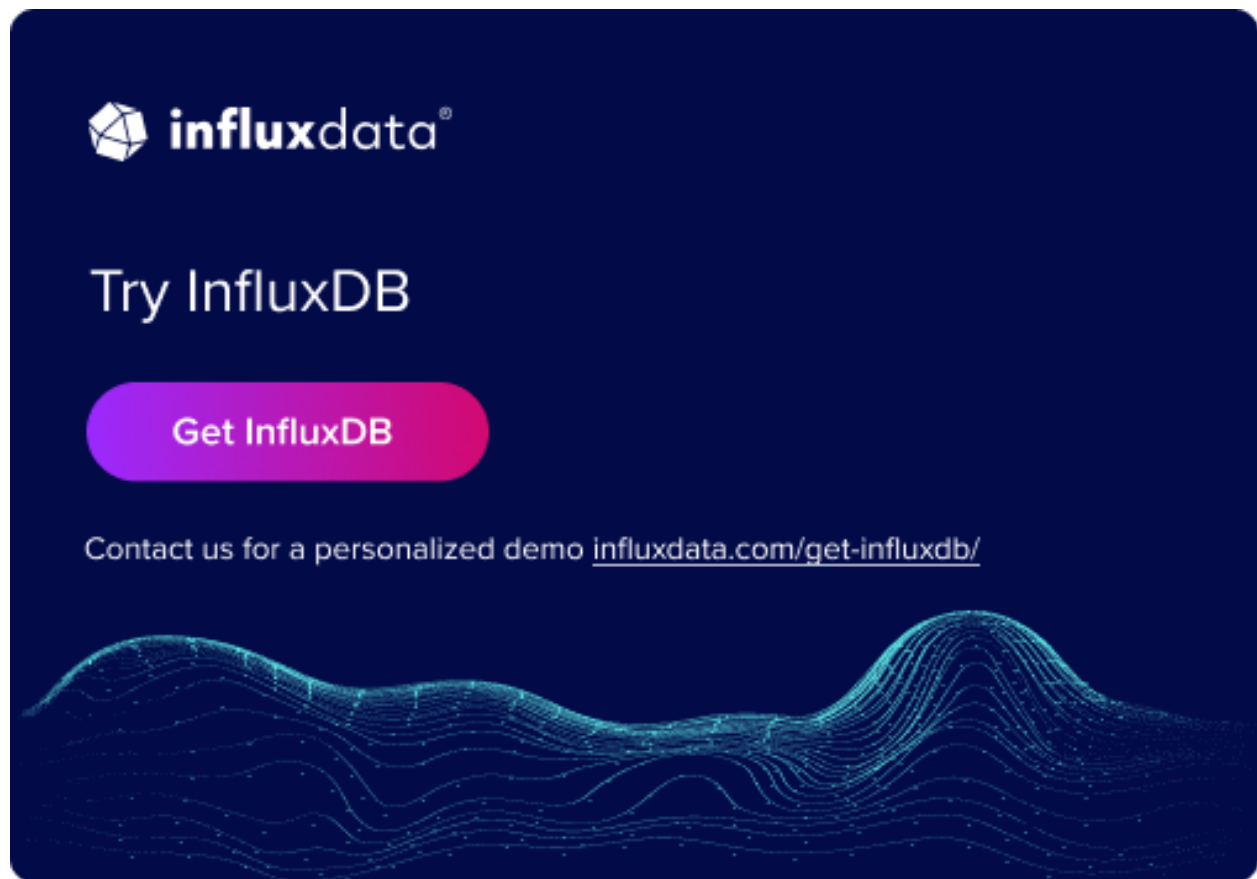 influxdata®
Try InfluxDB
Get InfluxDB
Contact us for a personalized demo influxdata.com/get-influxdb/